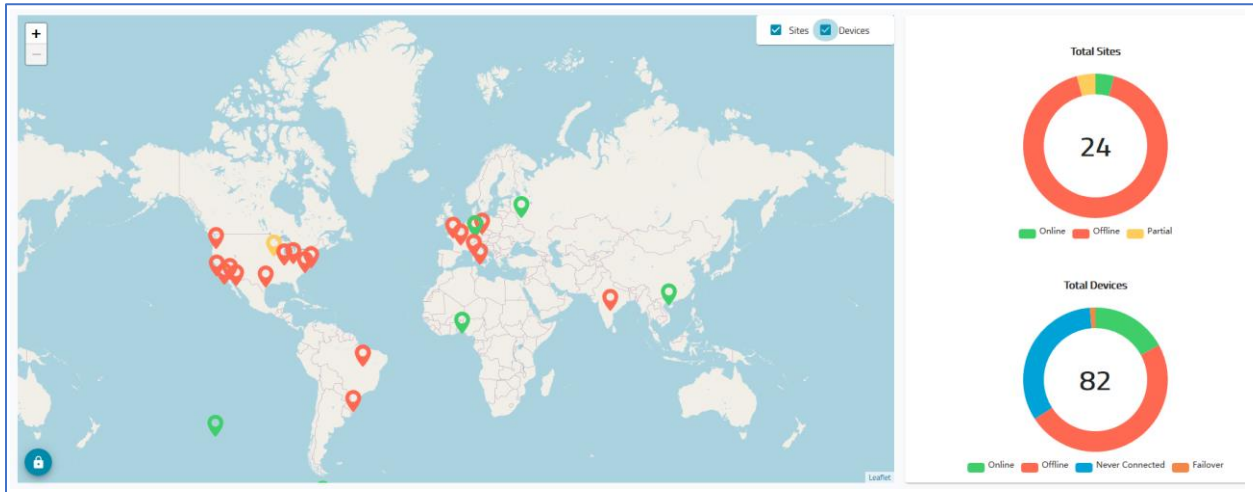 +
−
Sites Devices
Leaflet
Total Sites
24
Online Offline Partial
Total Devices
82
Online Offline Never Connected Failover